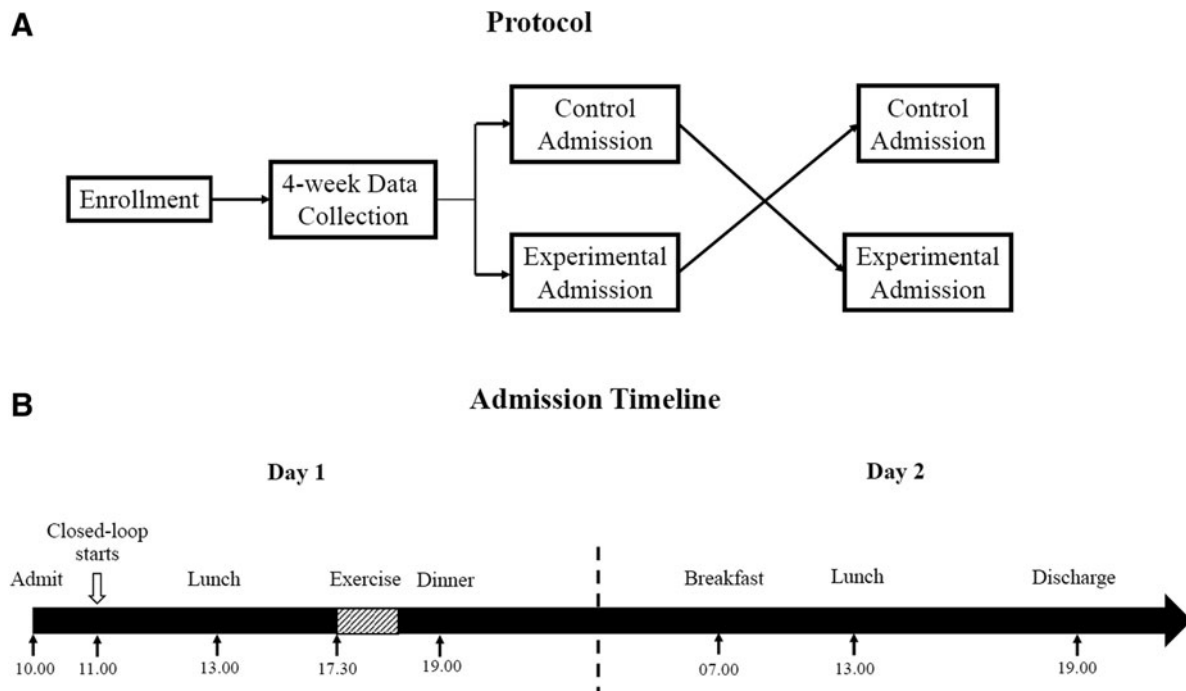 A
Protocol
Enrollment
4-week Data
Collection
Control
Admission
Experimental
Admission
Control
Admission
Experimental
Admission
B
Admission Timeline
Day 1
Day 2
Closed-loop
starts
Admit
Lunch
Exercise
Dinner
Breakfast
Lunch
Discharge
10.00
11.00
13.00
17.30
19.00
07.00
13.00
19.00